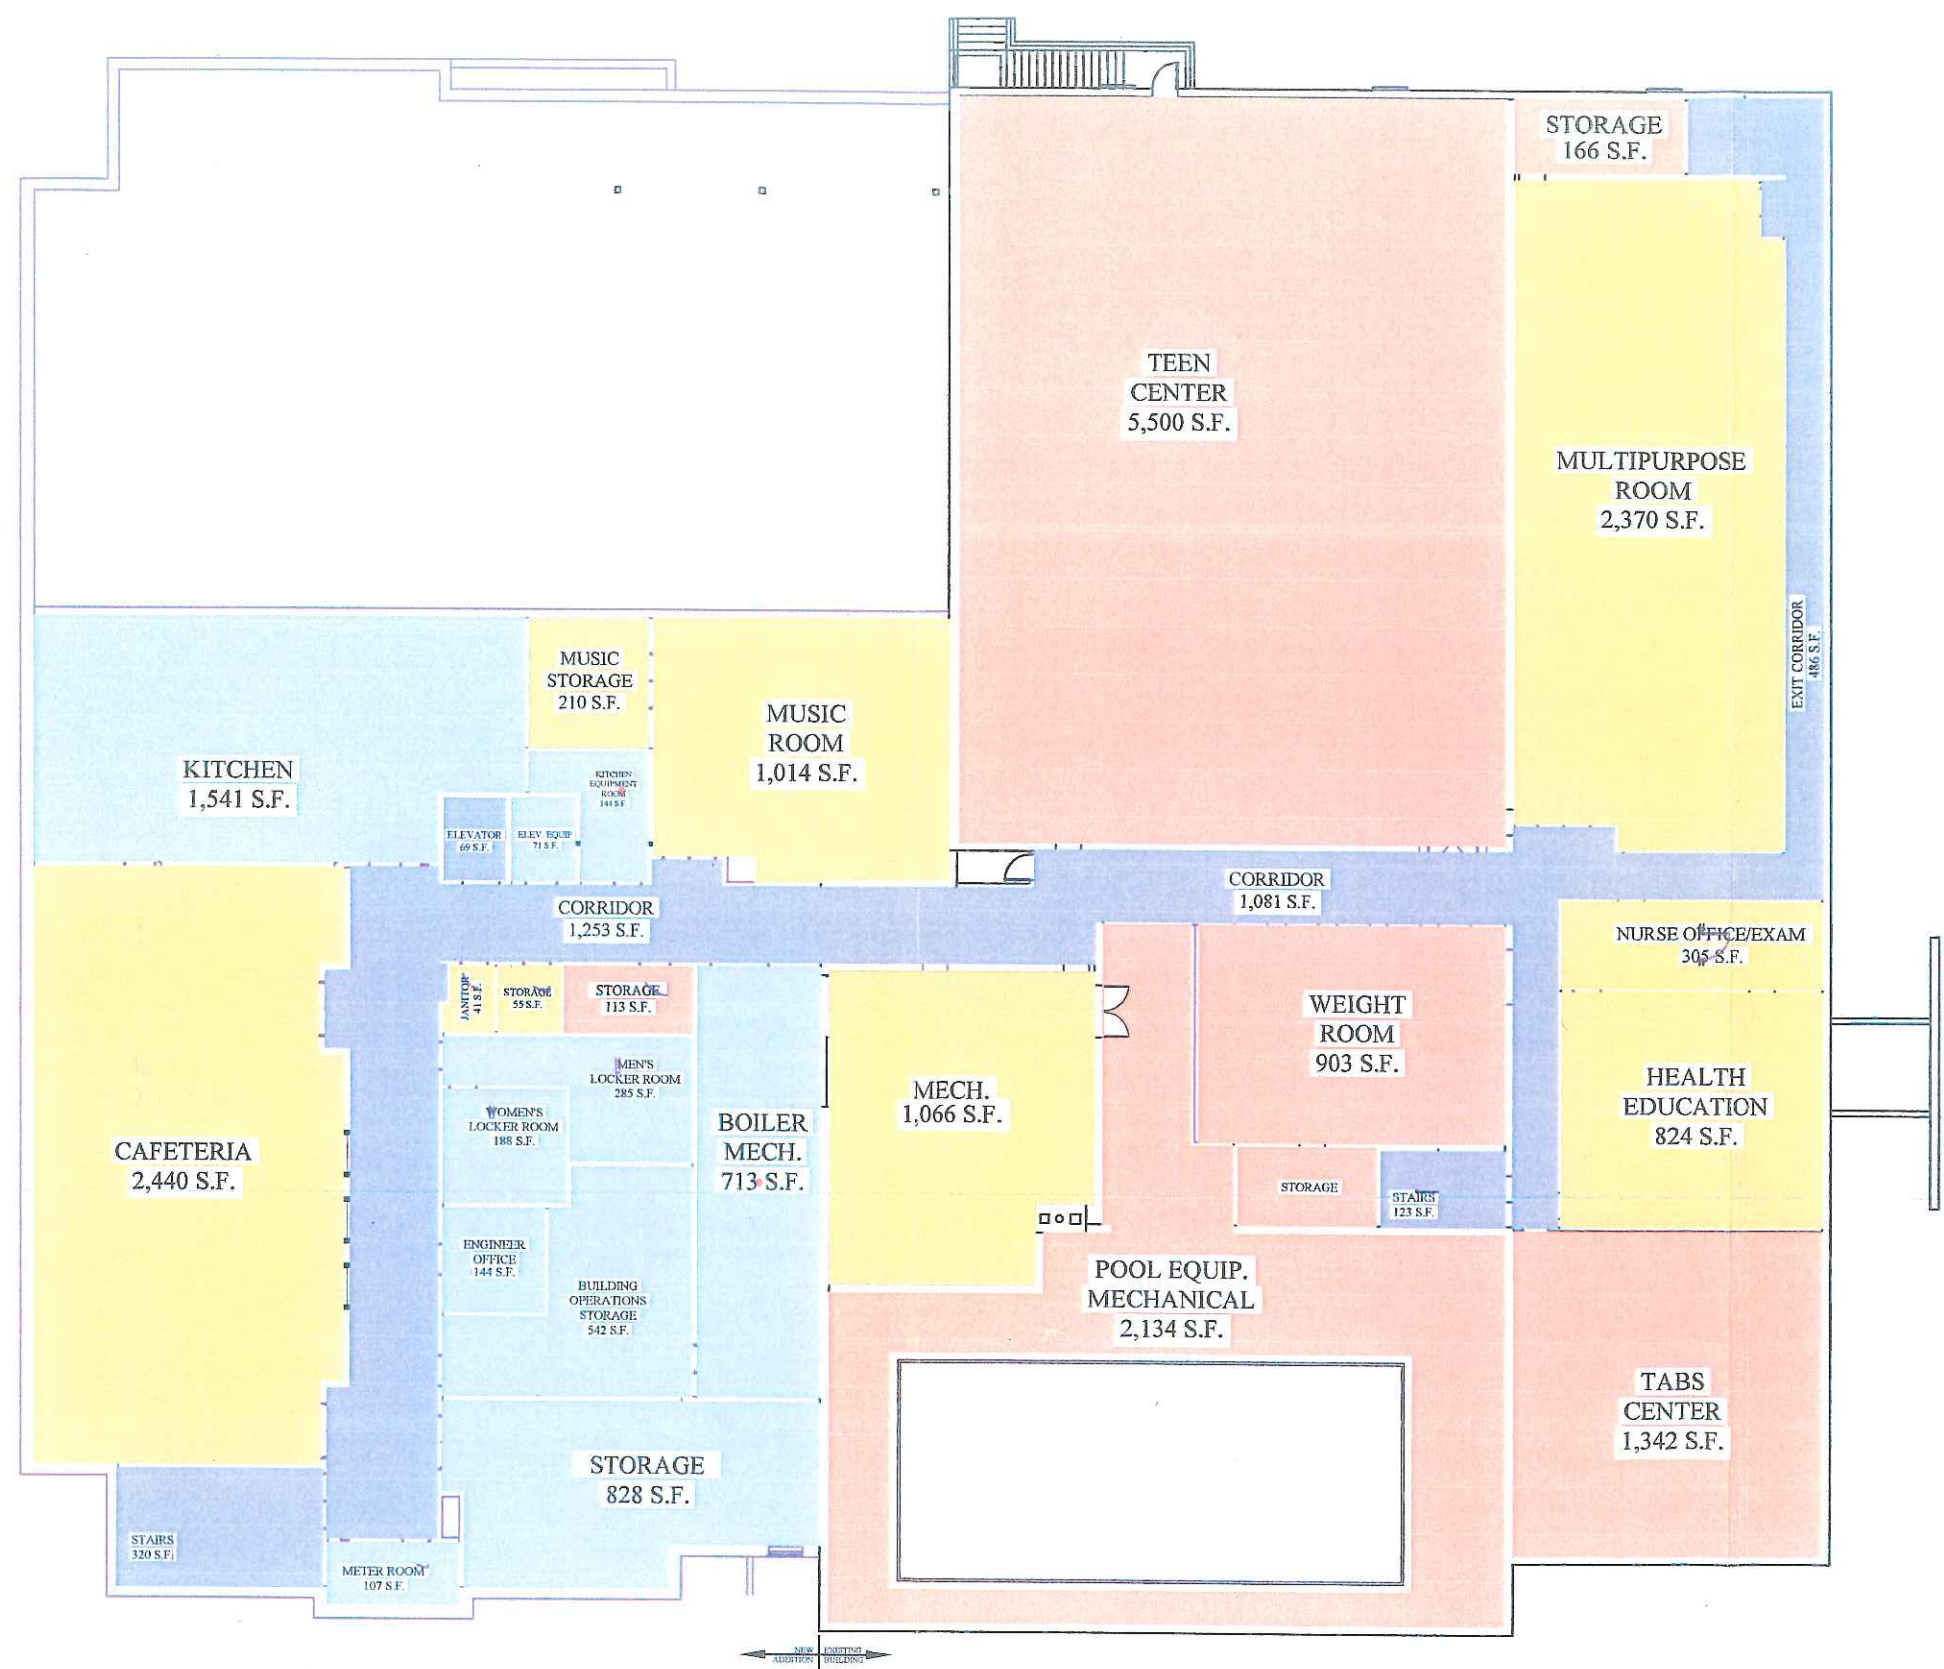 STORAGE
166 S.F.
TEEN
CENTER
5,500 S.F.
MULTIPURPOSE
ROOM
2,370 S.F.
EXIT CORRIDOR
486 S.F.
MUSIC
STORAGE
210 S.F.
MUSIC
ROOM
1,014 S.F.
KITCHEN
1,541 S.F.
KITCHEN
EQUIPMENT
ROOM
144 S.F.
ELEVATOR
69 S.F.
ELEV. EQUIP
71 S.F.
CORRIDOR
1,253 S.F.
CORRIDOR
1,081 S.F.
NURSE OFFICE/EXAM
305 S.F.
JANITOR
41 S.F.
STORAGE
55 S.F.
STORAGE
113 S.F.
WEIGHT
ROOM
903 S.F.
MEN'S
LOCKER ROOM
285 S.F.
WOMEN'S
LOCKER ROOM
188 S.F.
BOILER
MECH.
713 S.F.
MECH.
1,066 S.F.
HEALTH
EDUCATION
824 S.F.
CAFETERIA
2,440 S.F.
STORAGE
STAIRS
123 S.F.
ENGINEER
OFFICE
144 S.F.
BUILDING
OPERATIONS
STORAGE
542 S.F.
POOL EQUIP.
MECHANICAL
2,134 S.F.
TABS
CENTER
1,342 S.F.
STORAGE
828 S.F.
STAIRS
320 S.F.
METER ROOM
107 S.F.
NEW
ADDITION
EXISTING
BUILDING